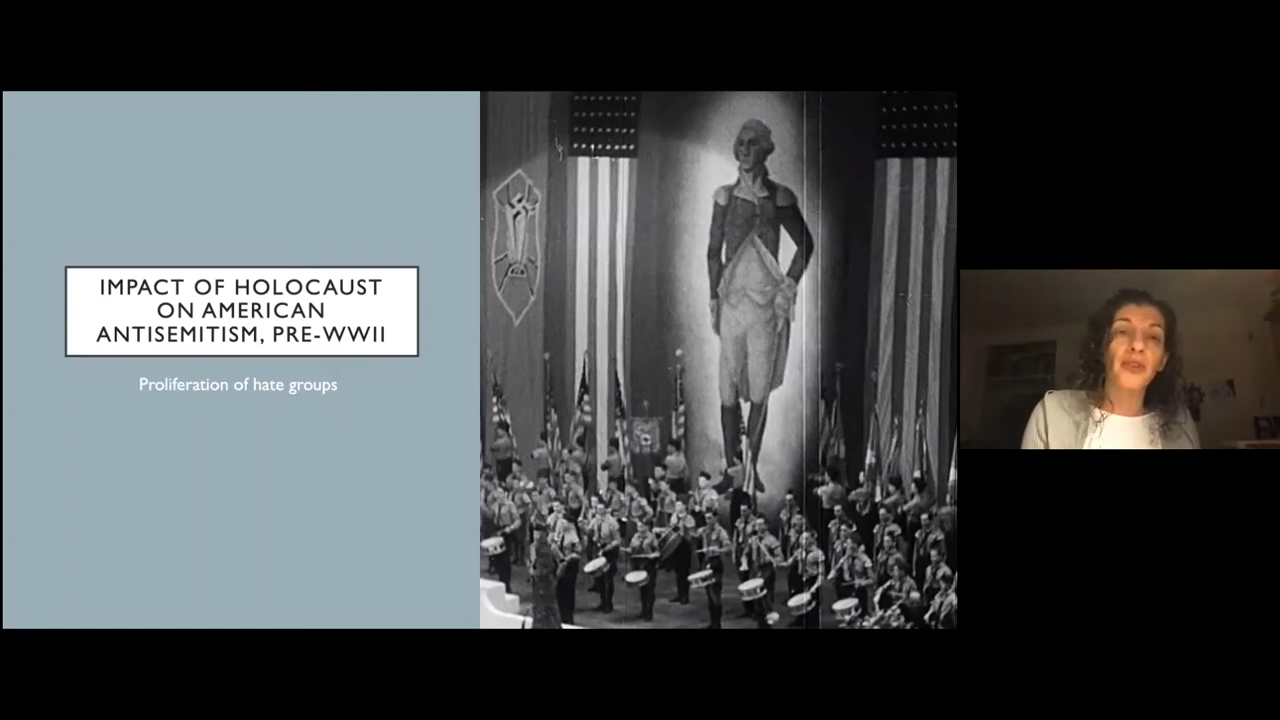 IMPACT OF HOLOCAUST
ON AMERICAN
ANTISEMITISM, PRE-WWII
Proliferation of hate groups